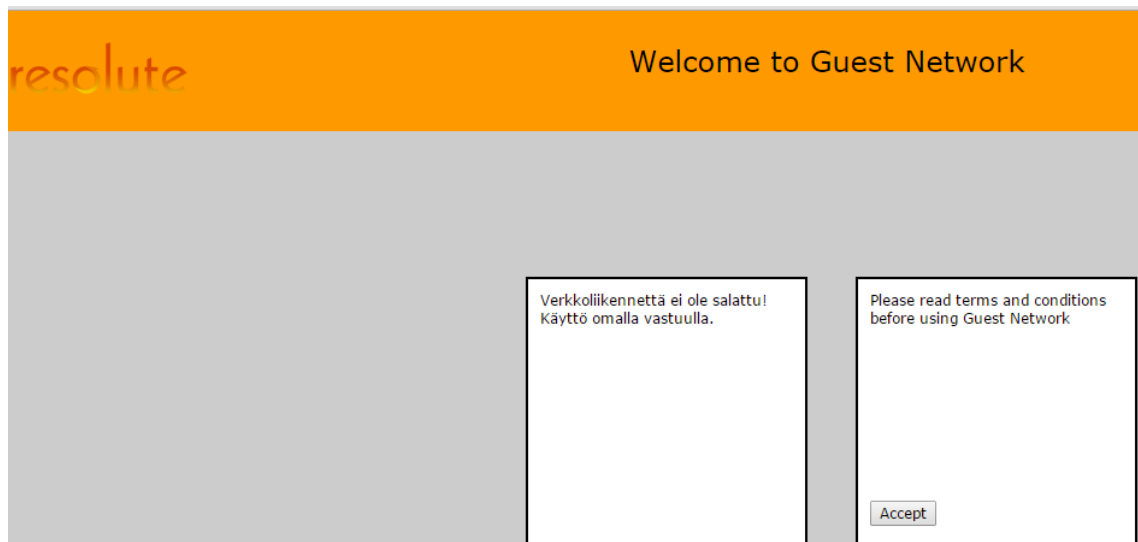 resolute
Welcome to Guest Network
Verkkoliikennettä ei ole salattu!
Käyttö omalla vastuulla.
Please read terms and conditions
before using Guest Network
Accept